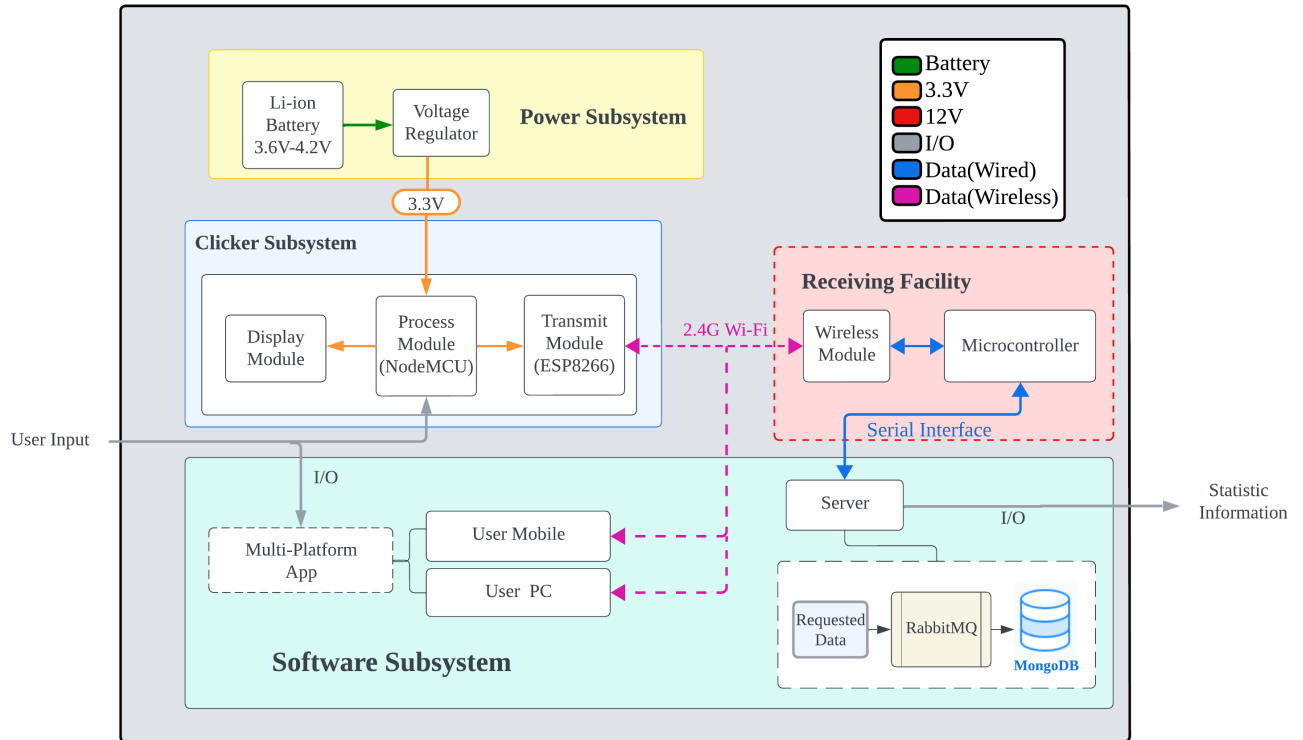 Battery
3.3V
12V
I/O
Data(Wired)
Data(Wireless)
Li-ion
Battery
3.6V-4.2V
Voltage
Regulator
Power Subsystem
3.3V
Clicker Subsystem
Display
Module
Process
Module
(NodeMCU)
Transmit
Module
(ESP8266)
2.4G Wi-Fi
Receiving Facility
Wireless
Module
Microcontroller
Serial Interface
User Input
I/O
Multi-Platform
App
User Mobile
User PC
Software Subsystem
Server
I/O
Statistic
Information
Requested
Data
RabbitMQ
MongoDB